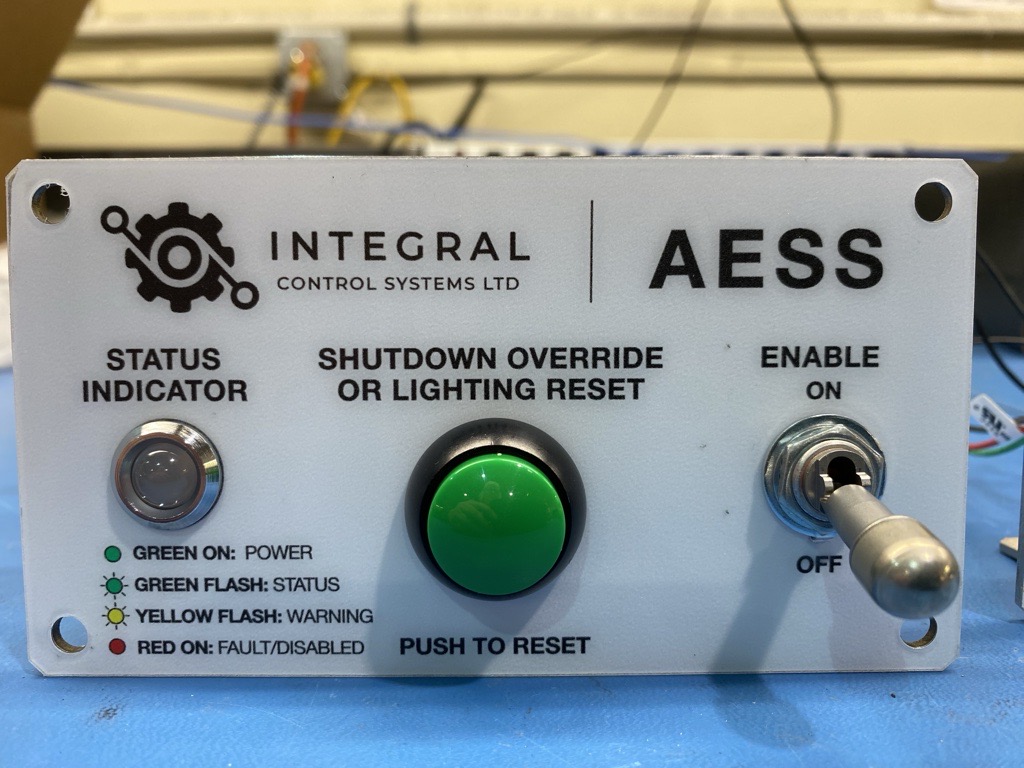 INTEGRAL
CONTROL SYSTEMS LTD
AESS
STATUS
INDICATOR
SHUTDOWN OVERRIDE
OR LIGHTING RESET
ENABLE
ON
OFF
GREEN ON: POWER
GREEN FLASH: STATUS
YELLOW FLASH: WARNING
RED ON: FAULT/DISABLED
PUSH TO RESET